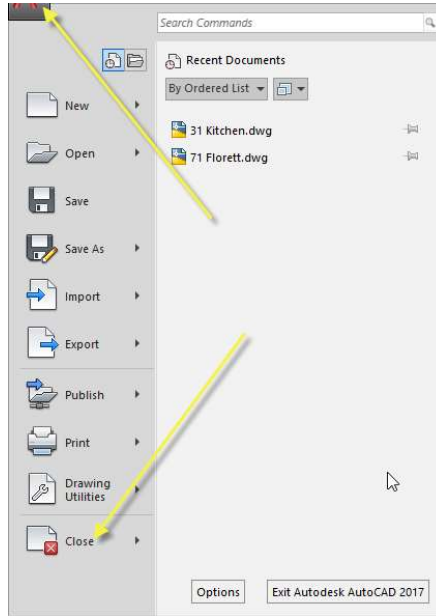 Search Commands
Recent Documents
By Ordered List
31 Kitchen.dwg
71 Florett.dwg
New
Open
Save
Save As
Import
Export
Publish
Print
Drawing
Utilities
Close
Options
Exit Autodesk AutoCAD 2017